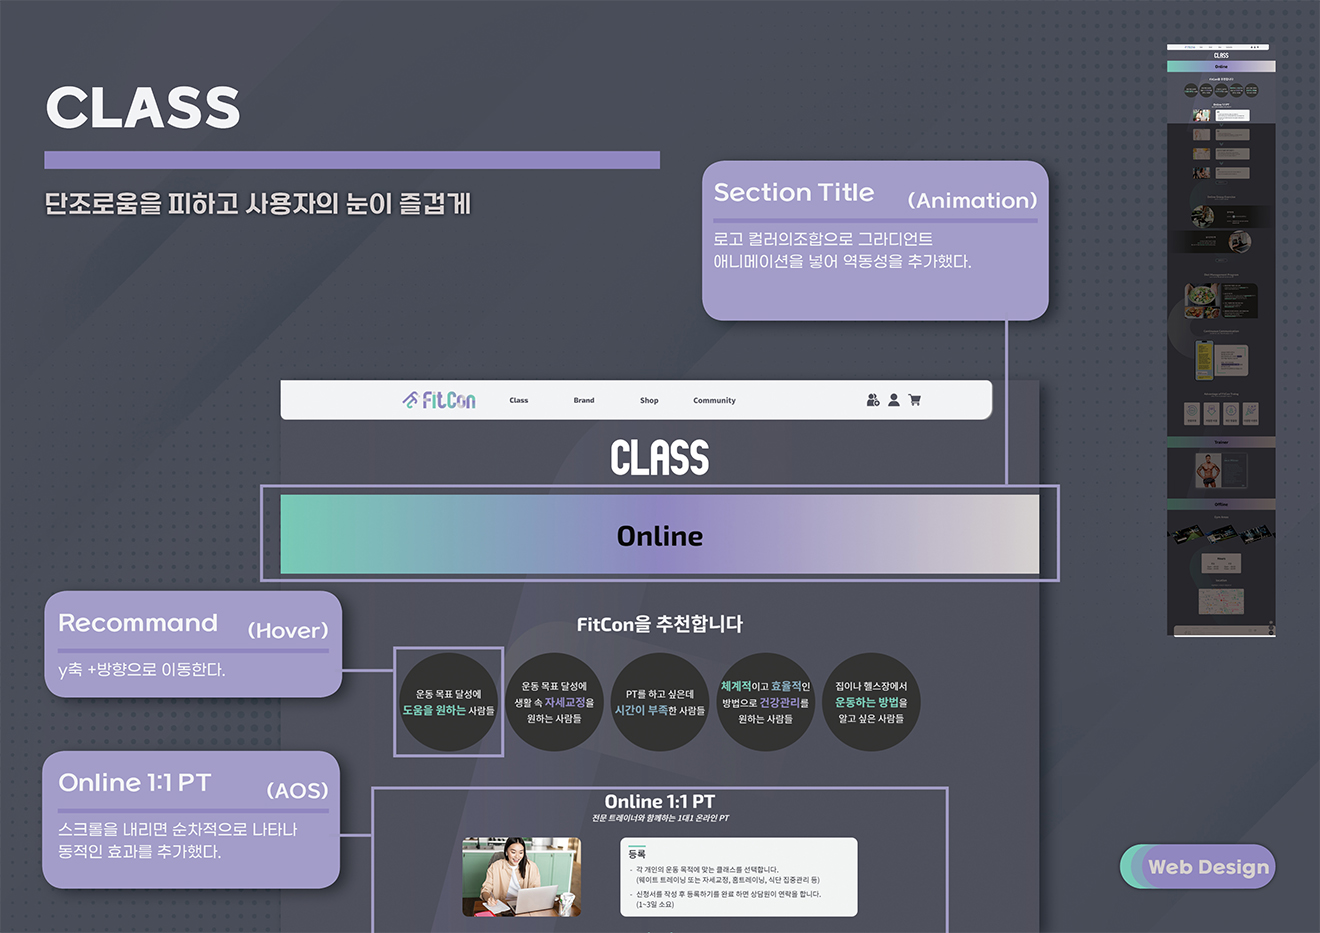 CLASS
단조로움을 피하고 사용자의 눈이 즐겁게
Section Title (Animation)
로고 컬러의조합으로 그라디언트
애니메이션을 넣어 역동성을 추가했다.
FitCon Class Brand Shop Community
CLASS
Online
Recommand (Hover)
y축 +방향으로 이동한다.
FitCon을 추천합니다
운동 목표 달성에
도움을 원하는 사람들
운동 목표 달성에
생활 속 자세교정을
원하는 사람들
PT를 하고 싶은데
시간이 부족한 사람들
체계적이고 효율적인
방법으로 건강관리를
원하는 사람들
집이나 헬스장에서
운동하는 방법을
알고 싶은 사람들
Online 1:1 PT (AOS)
스크롤을 내리면 순차적으로 나타나
동적인 효과를 추가했다.
Online 1:1 PT
전문 트레이너와 함께하는 1대1 온라인 PT
등록
- 각 개인의 운동 목적에 맞는 클래스를 선택합니다.
(웨이트 트레이닝 또는 자세교정, 홈트레이닝, 식단 집중관리 등)
- 신청서를 작성 후 등록하기를 완료 하면 상담원이 연락을 합니다.
(1~3일 소요)
Web Design
CLASS
Online
Trainer
Offline